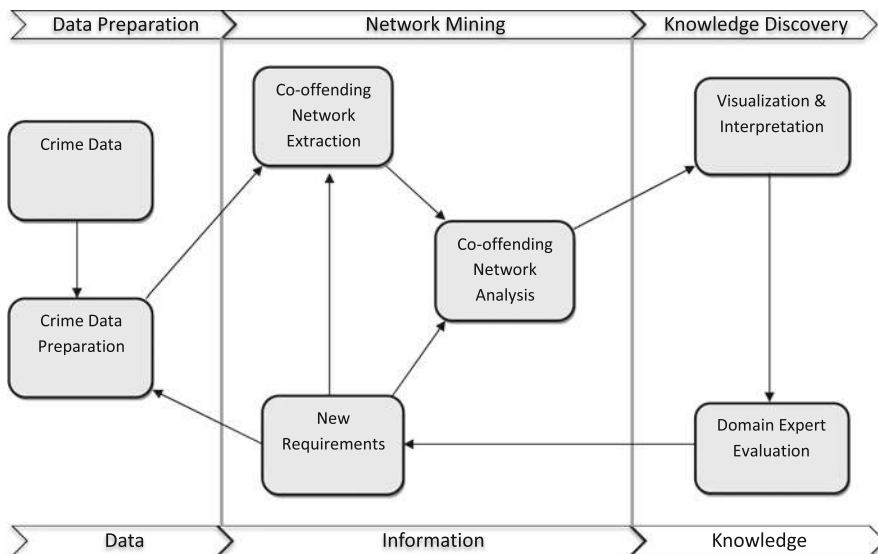 Data Preparation
Network Mining
Knowledge Discovery
Crime Data
Co-offending
Network
Extraction
Visualization &
Interpretation
Co-offending
Network
Analysis
Crime Data
Preparation
New
Requirements
Domain Expert
Evaluation
Data
Information
Knowledge